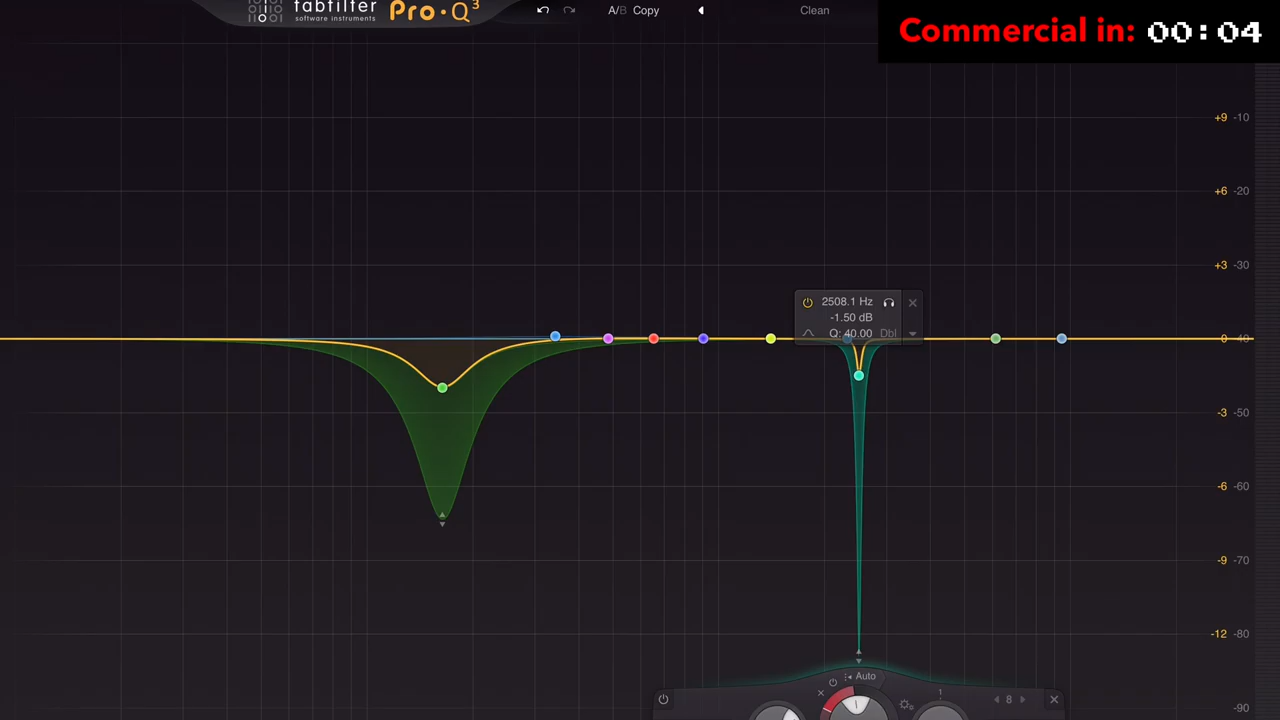 fabfilter
software instruments
Pro·Q³
A/B Copy
Clean
Commercial in: 00:04
+9 -10
+6 -20
+3 -30
2508.1 Hz
-1.50 dB
Q: 40.00 Dbl
0 -40
-3 -50
-6 -60
-9 -70
-12 -80
Auto
1
8
-90